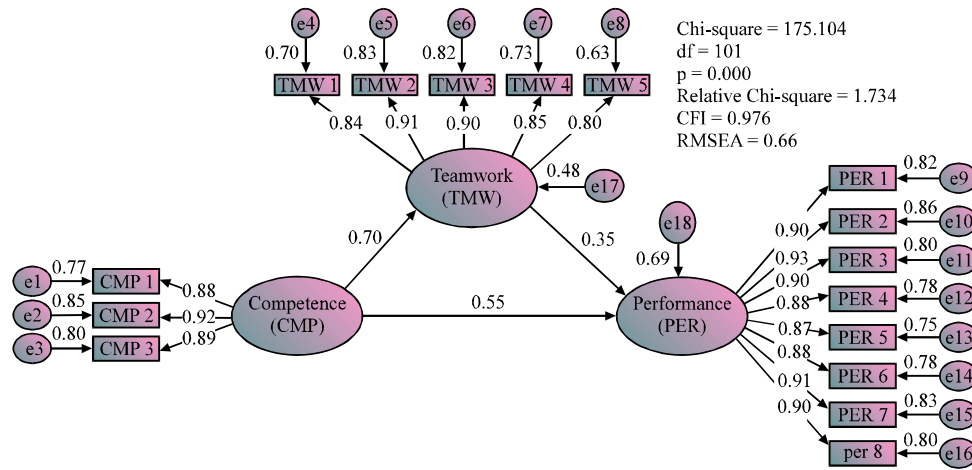 e4
e5
e6
e7
e8
0.70
0.83
0.82
0.73
0.63
TMW 1
TMW 2
TMW 3
TMW 4
TMW 5
0.84
0.91
0.90
0.85
0.80
Chi-square = 175.104
df = 101
p = 0.000
Relative Chi-square = 1.734
CFI = 0.976
RMSEA = 0.66
Teamwork
(TMW)
0.48
e17
0.70
0.35
e18
0.69
e1
0.77
CMP 1
0.88
e2
0.85
CMP 2
0.92
e3
0.80
CMP 3
0.89
Competence
(CMP)
0.55
Performance
(PER)
0.90
PER 1
0.82
e9
0.93
PER 2
0.86
e10
0.90
PER 3
0.80
e11
0.88
PER 4
0.78
e12
0.87
PER 5
0.75
e13
0.88
PER 6
0.78
e14
0.91
PER 7
0.83
e15
0.90
per 8
0.80
e16